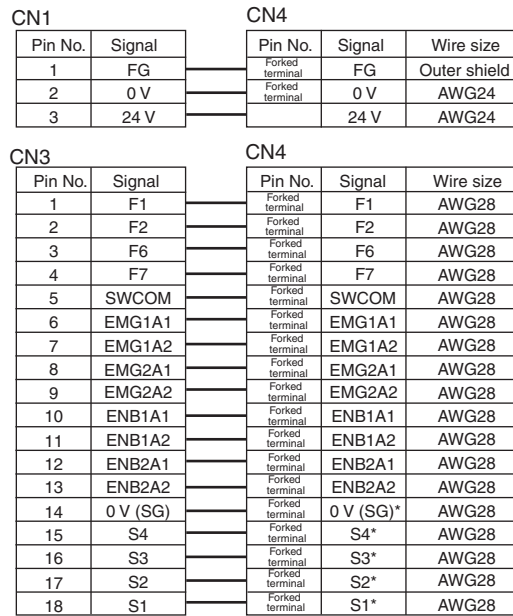 CN1 CN4
Pin No. Signal Pin No. Signal Wire size
1 FG Forked terminal FG Outer shield
2 0 V Forked terminal 0 V AWG24
3 24 V 24 V AWG24
CN3 CN4
Pin No. Signal Pin No. Signal Wire size
1 F1 Forked terminal F1 AWG28
2 F2 Forked terminal F2 AWG28
3 F6 Forked terminal F6 AWG28
4 F7 Forked terminal F7 AWG28
5 SWCOM Forked terminal SWCOM AWG28
6 EMG1A1 Forked terminal EMG1A1 AWG28
7 EMG1A2 Forked terminal EMG1A2 AWG28
8 EMG2A1 Forked terminal EMG2A1 AWG28
9 EMG2A2 Forked terminal EMG2A2 AWG28
10 ENB1A1 Forked terminal ENB1A1 AWG28
11 ENB1A2 Forked terminal ENB1A2 AWG28
12 ENB2A1 Forked terminal ENB2A1 AWG28
13 ENB2A2 Forked terminal ENB2A2 AWG28
14 0 V (SG) Forked terminal 0 V (SG)* AWG28
15 S4 Forked terminal S4* AWG28
16 S3 Forked terminal S3* AWG28
17 S2 Forked terminal S2* AWG28
18 S1 Forked terminal S1* AWG28